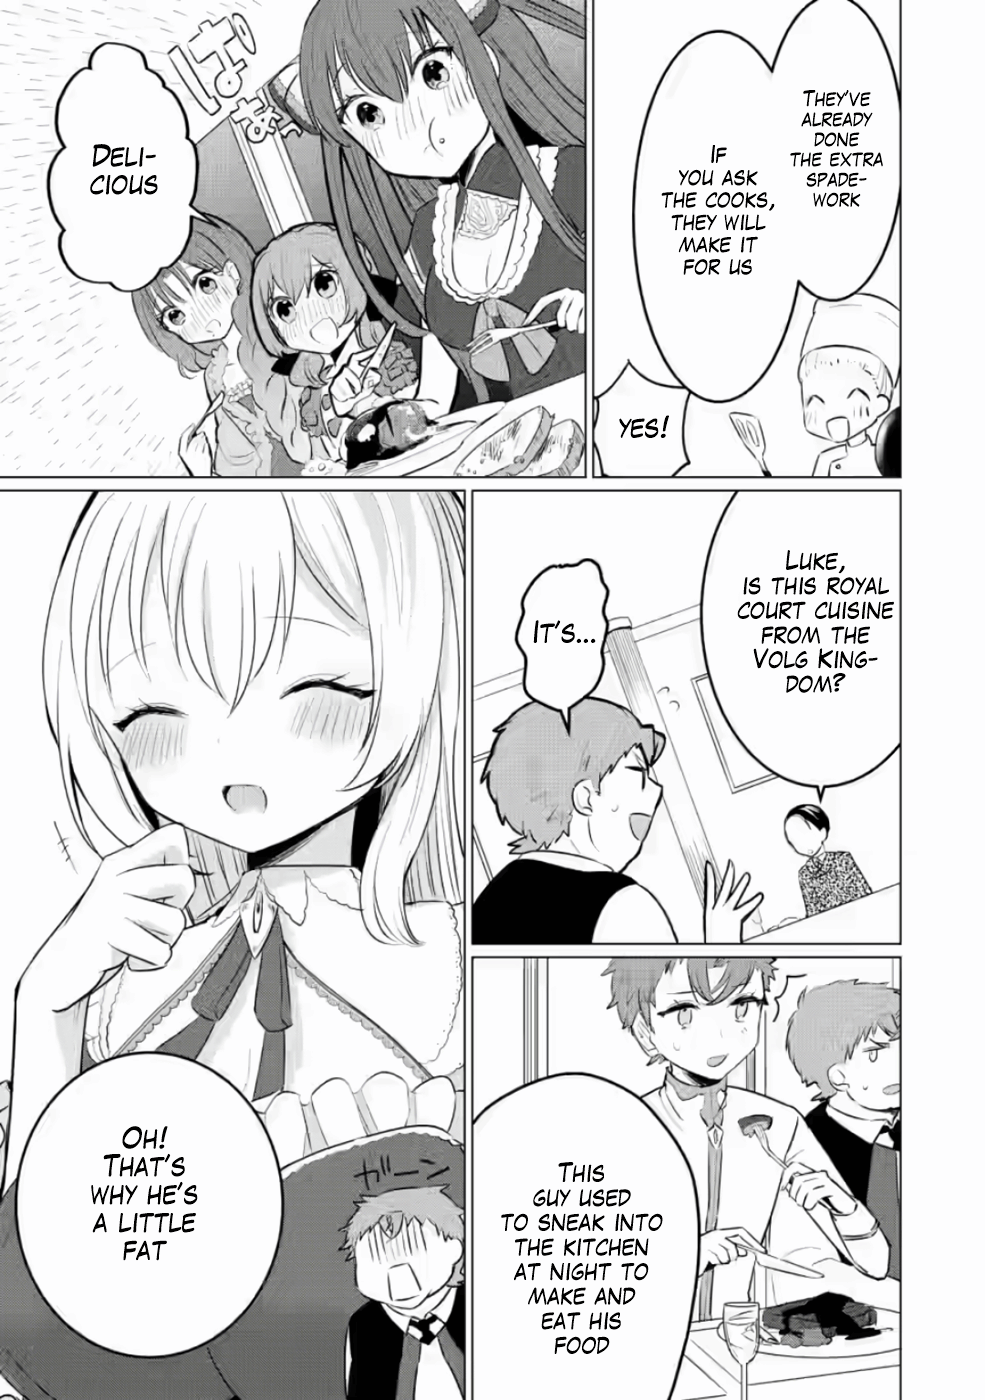 THEY'VE
ALREADY
DONE
THE EXTRA
SPADE-
WORK
IF
YOU ASK
THE COOKS,
THEY WILL
MAKE IT
FOR US
YES!
ぱぁぁっ
DELI-
CIOUS
LUKE,
IS THIS ROYAL
COURT CUISINE
FROM THE
VOLG KING-
DOM?
IT'S...
THIS
GUY USED
TO SNEAK INTO
THE KITCHEN
AT NIGHT TO
MAKE AND
EAT HIS
FOOD
OH!
THAT'S
WHY HE'S
A LITTLE
FAT
ガーン